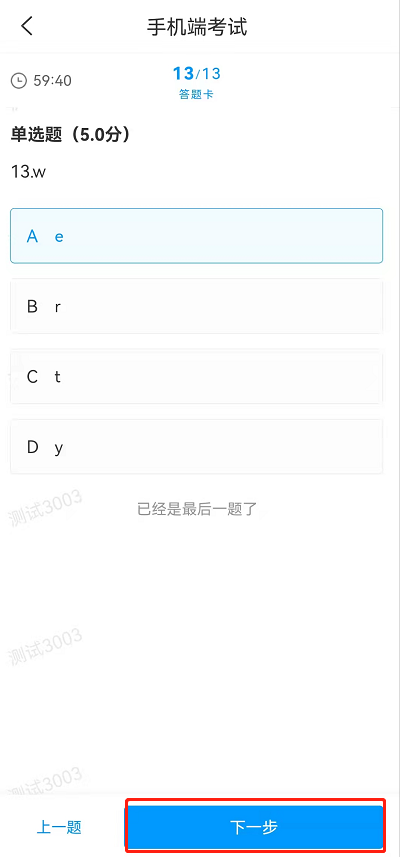 手机端考试
59:40
13/13
答题卡
单选题（5.0分）
13.w
A e
B r
C t
D y
已经是最后一题了
测试3003
测试3003
测试3003
上一题
下一步